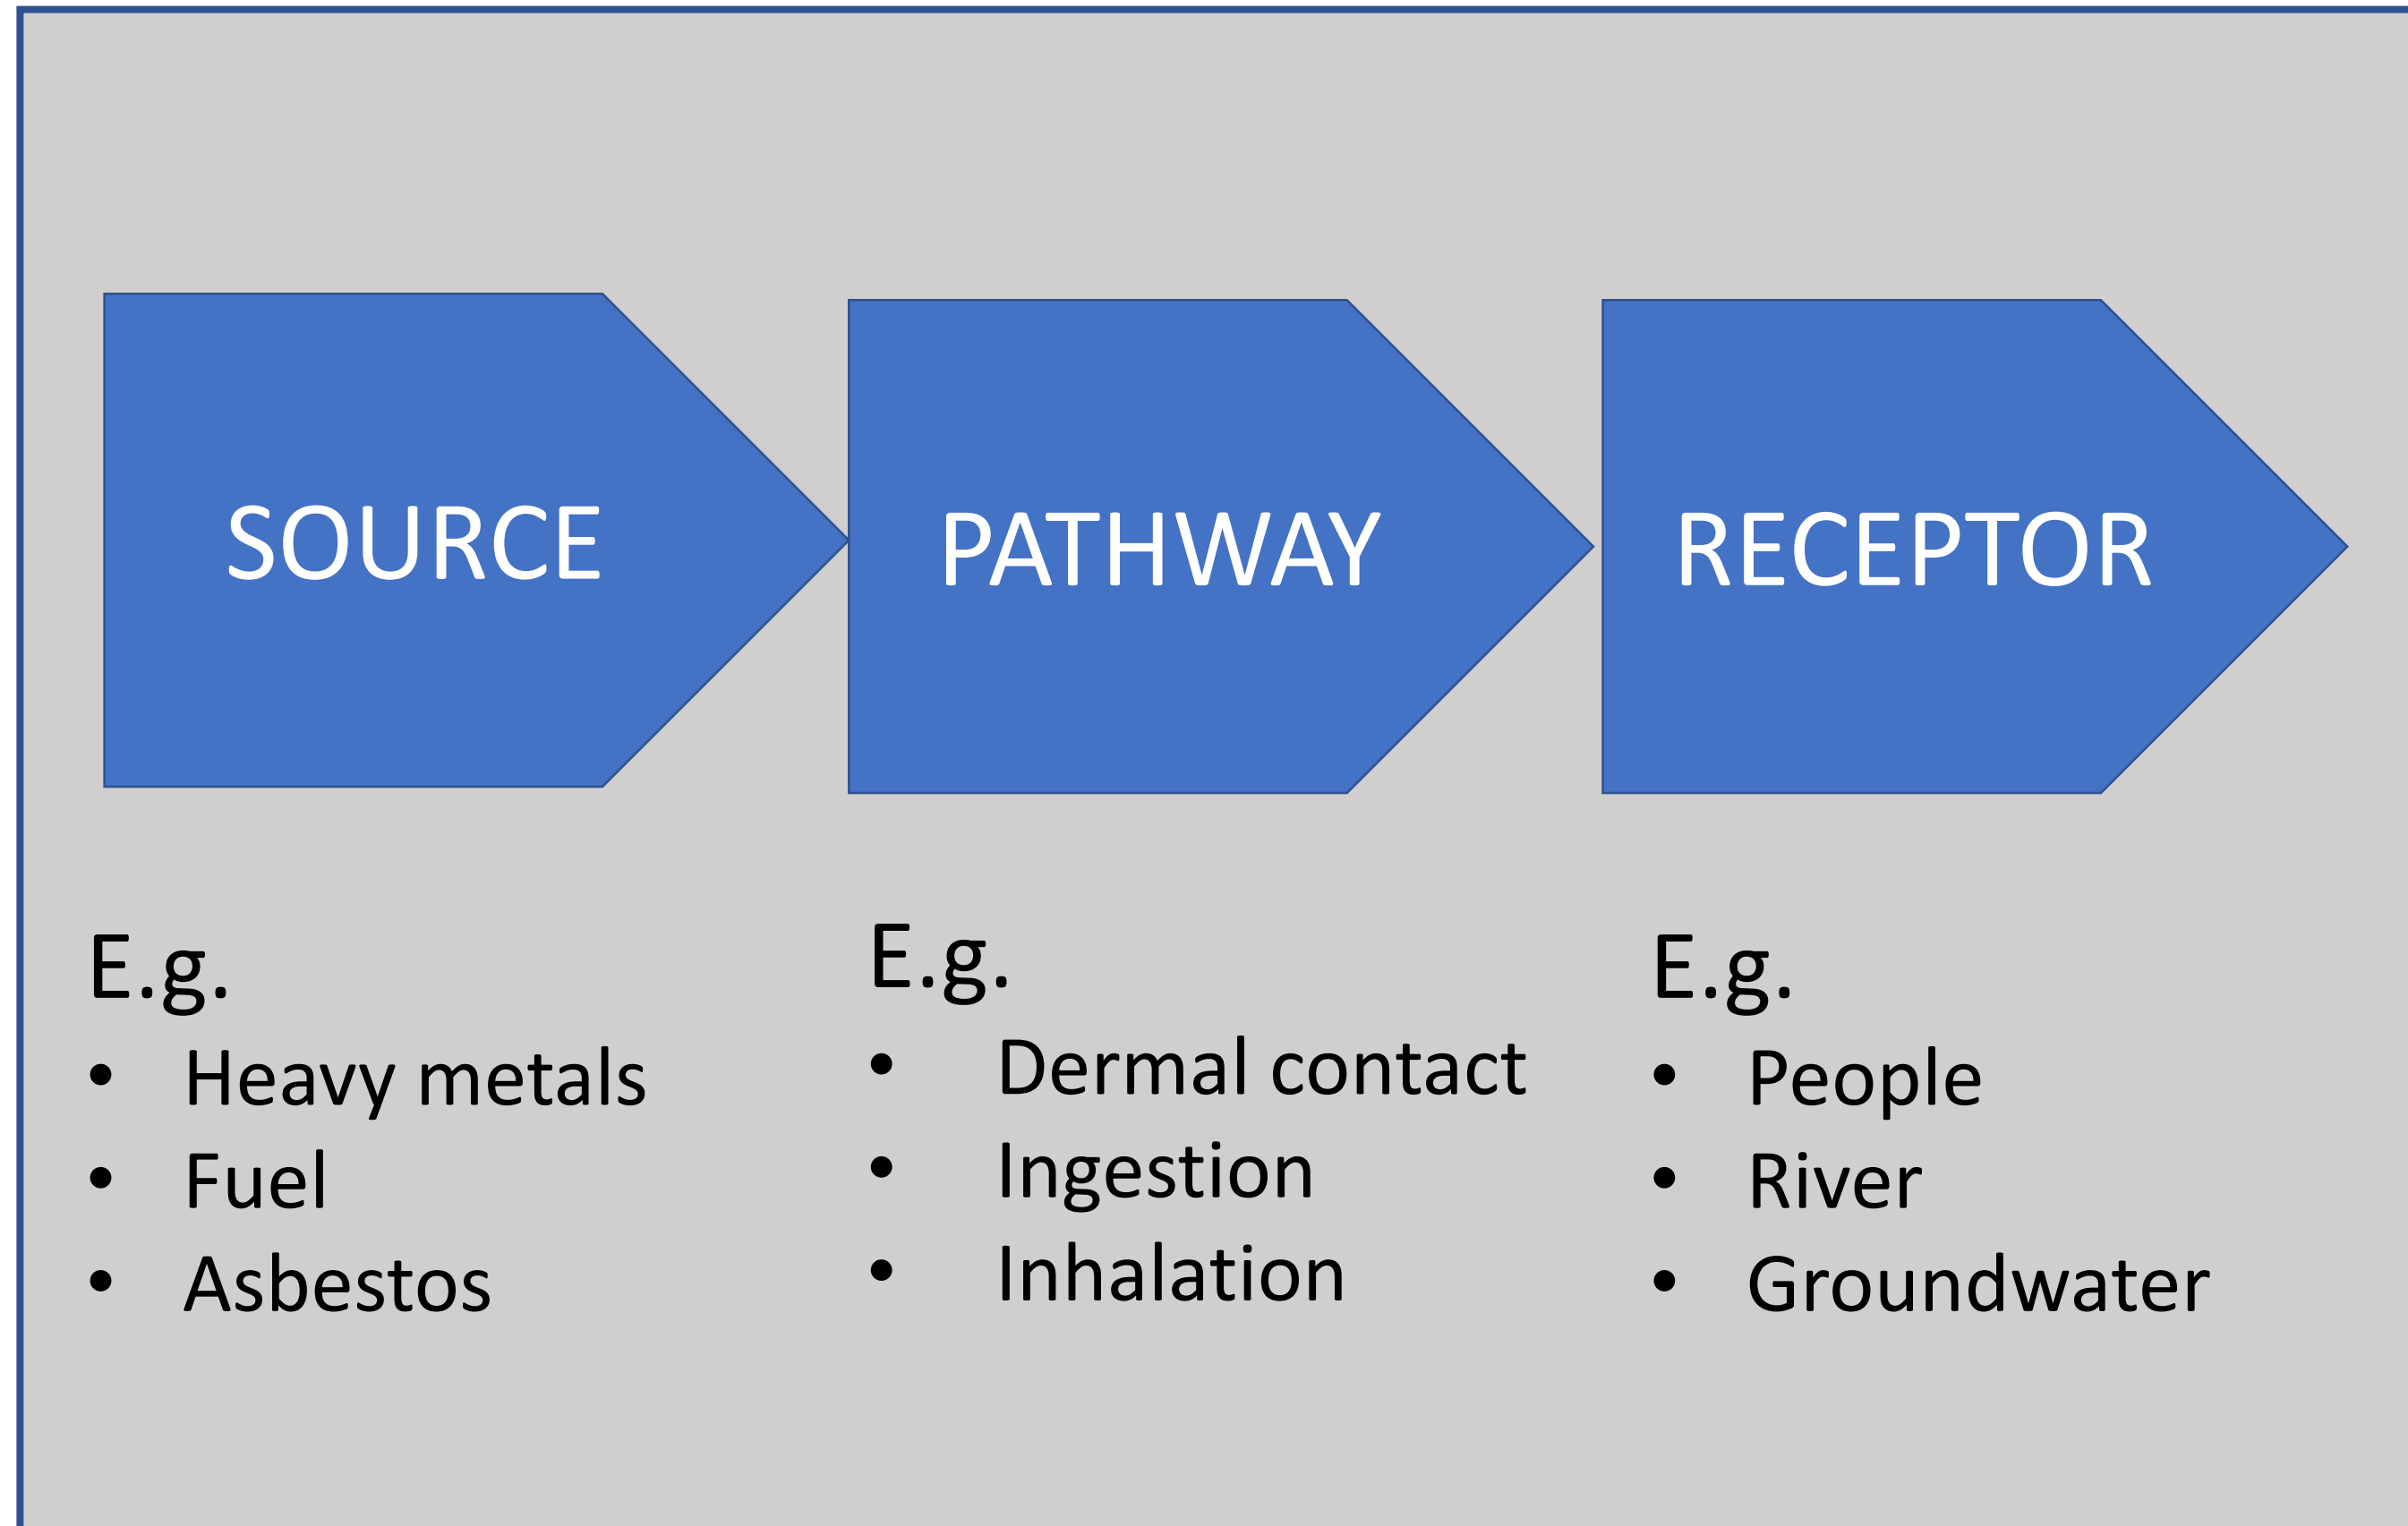 SOURCE
PATHWAY
RECEPTOR
E.g.
• Heavy metals
• Fuel
• Asbestos
E.g.
• Dermal contact
• Ingestion
• Inhalation
E.g.
• People
• River
• Groundwater